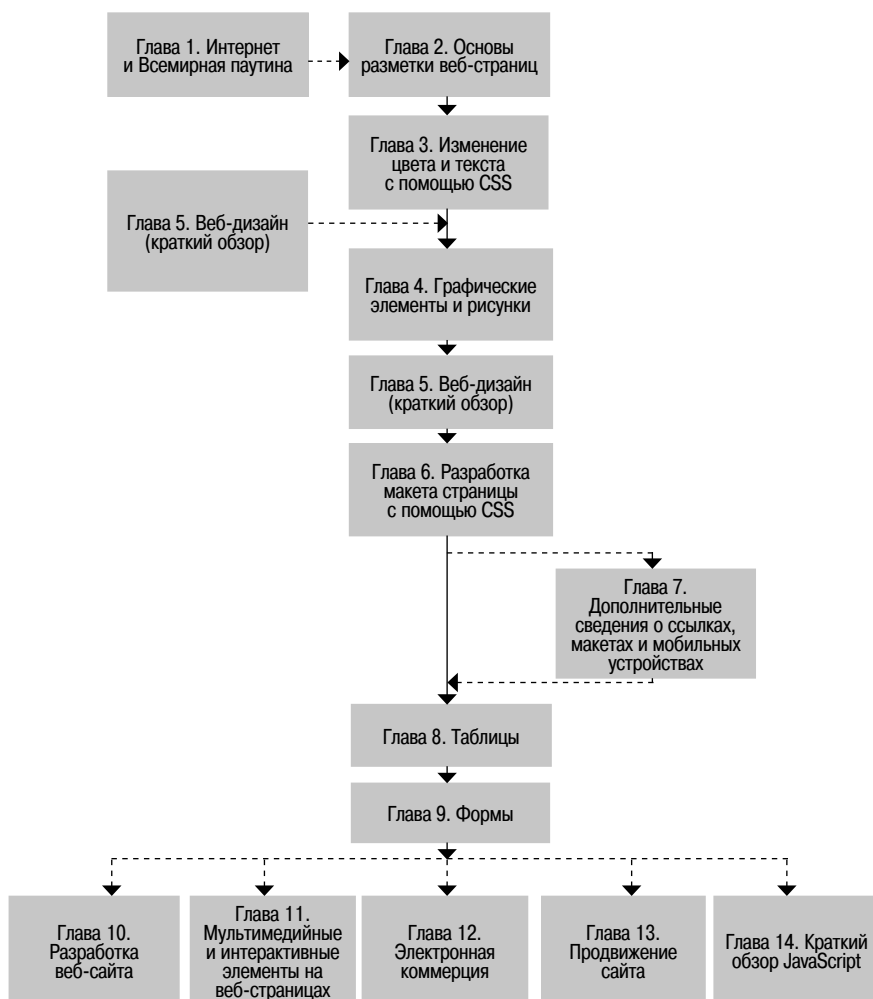 Глава 1. Интернет
и Всемирная паутина
Глава 2. Основы
разметки веб-страниц
Глава 3. Изменение
цвета и текста
с помощью CSS
Глава 5. Веб-дизайн
(краткий обзор)
Глава 4. Графические
элементы и рисунки
Глава 5. Веб-дизайн
(краткий обзор)
Глава 6. Разработка
макета страницы
с помощью CSS
Глава 7.
Дополнительные
сведения о ссылках,
макетах и мобильных
устройствах
Глава 8. Таблицы
Глава 9. Формы
Глава 10.
Разработка
веб-сайта
Глава 11.
Мультимедийные
и интерактивные
элементы на
веб-страницах
Глава 12.
Электронная
коммерция
Глава 13.
Продвижение
сайта
Глава 14. Краткий
обзор JavaScript